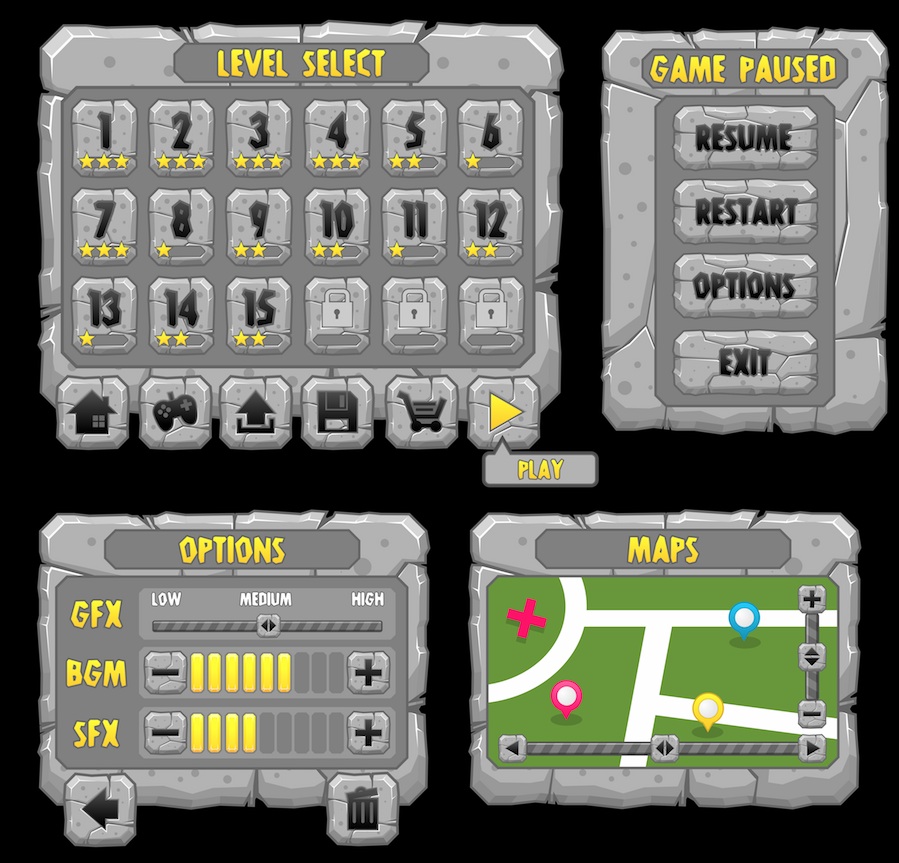 LEVEL SELECT
1 2 3 4 5 6
7 8 9 10 11 12
13 14 15
PLAY
GAME PAUSED
RESUME
RESTART
OPTIONS
EXIT
OPTIONS
GFX LOW MEDIUM HIGH
BGM
SFX
MAPS